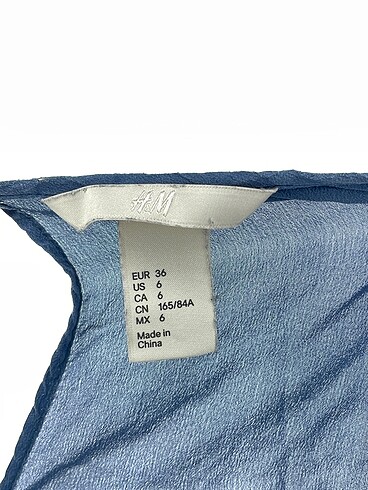 H&M
EUR 36
US 6
CA 6
CN 165/84A
MX 6
Made in
China